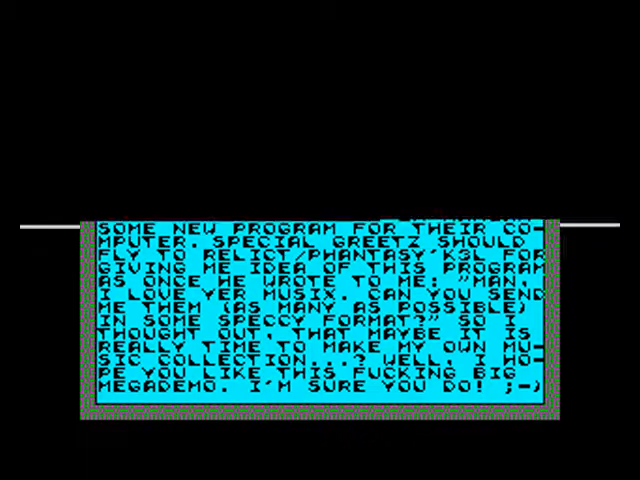 SOME NEW PROGRAM FOR THEIR CO-
MPUTER. SPECIAL GREETZ SHOULD
FLY TO RELICT/PHANTASY'K3L FOR
GIVING ME IDEA OF THIS PROGRAM
AS ONCE HE WROTE TO ME: "MAN,
I LOVE YER MUSIX. CAN YOU SEND
ME THEM (AS MANY AS POSSIBLE)
IN SOME SPECCY FORMAT?" SO I
THOUGHT OUT, THAT MAYBE IT IS
REALLY TIME TO MAKE MY OWN MU-
SIC COLLECTION...? WELL, I HO-
PE YOU LIKE THIS FUCKING BIG
MEGADEMO. I'M SURE YOU DO! ;-)